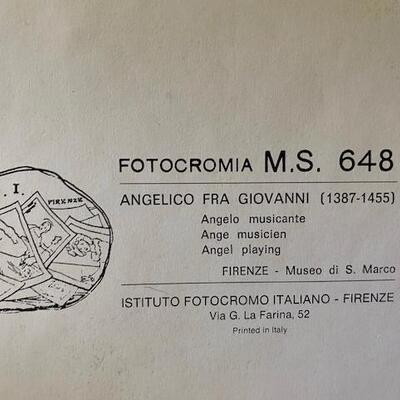 . I.
FIRENZE
FOTOCROMIA M.S. 648
ANGELICO FRA GIOVANNI (1387-1455)
Angelo musicante
Ange musicien
Angel playing
FIRENZE - Museo di S. Marco
ISTITUTO FOTOCROMO ITALIANO - FIRENZE
Via G. La Farina, 52
Printed in Italy